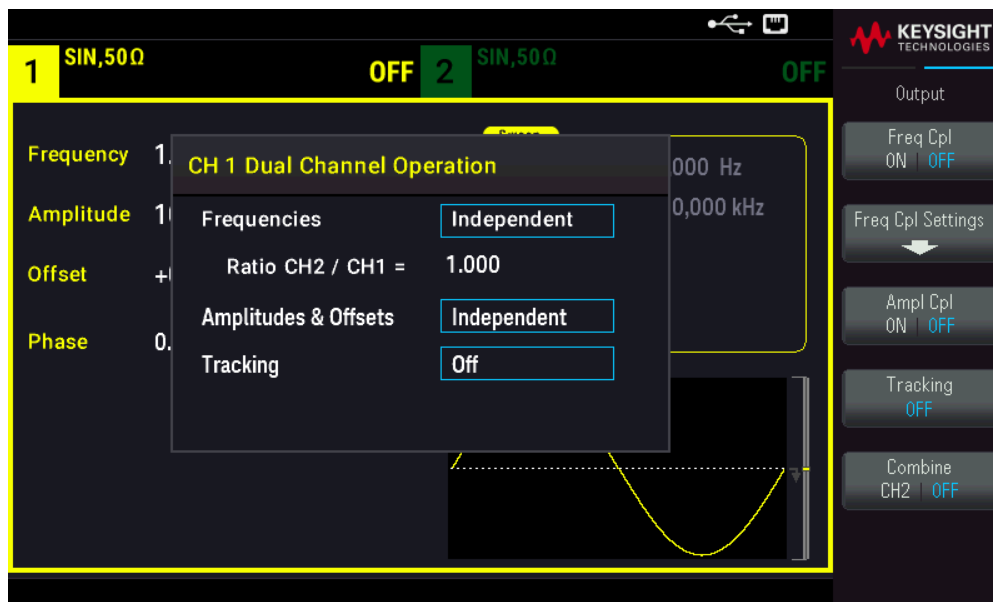 KEYSIGHT
TECHNOLOGIES
1 SIN,50Ω OFF 2 SIN,50Ω OFF
Output
Freq Cpl
ON | OFF
Freq Cpl Settings
Ampl Cpl
ON | OFF
Tracking
OFF
Combine
CH2 | OFF
Frequency 1.
Amplitude
Offset
Phase 0.
000 Hz
0,000 kHz
CH 1 Dual Channel Operation
Frequencies Independent
Ratio CH2 / CH1 = 1.000
Amplitudes & Offsets Independent
Tracking Off